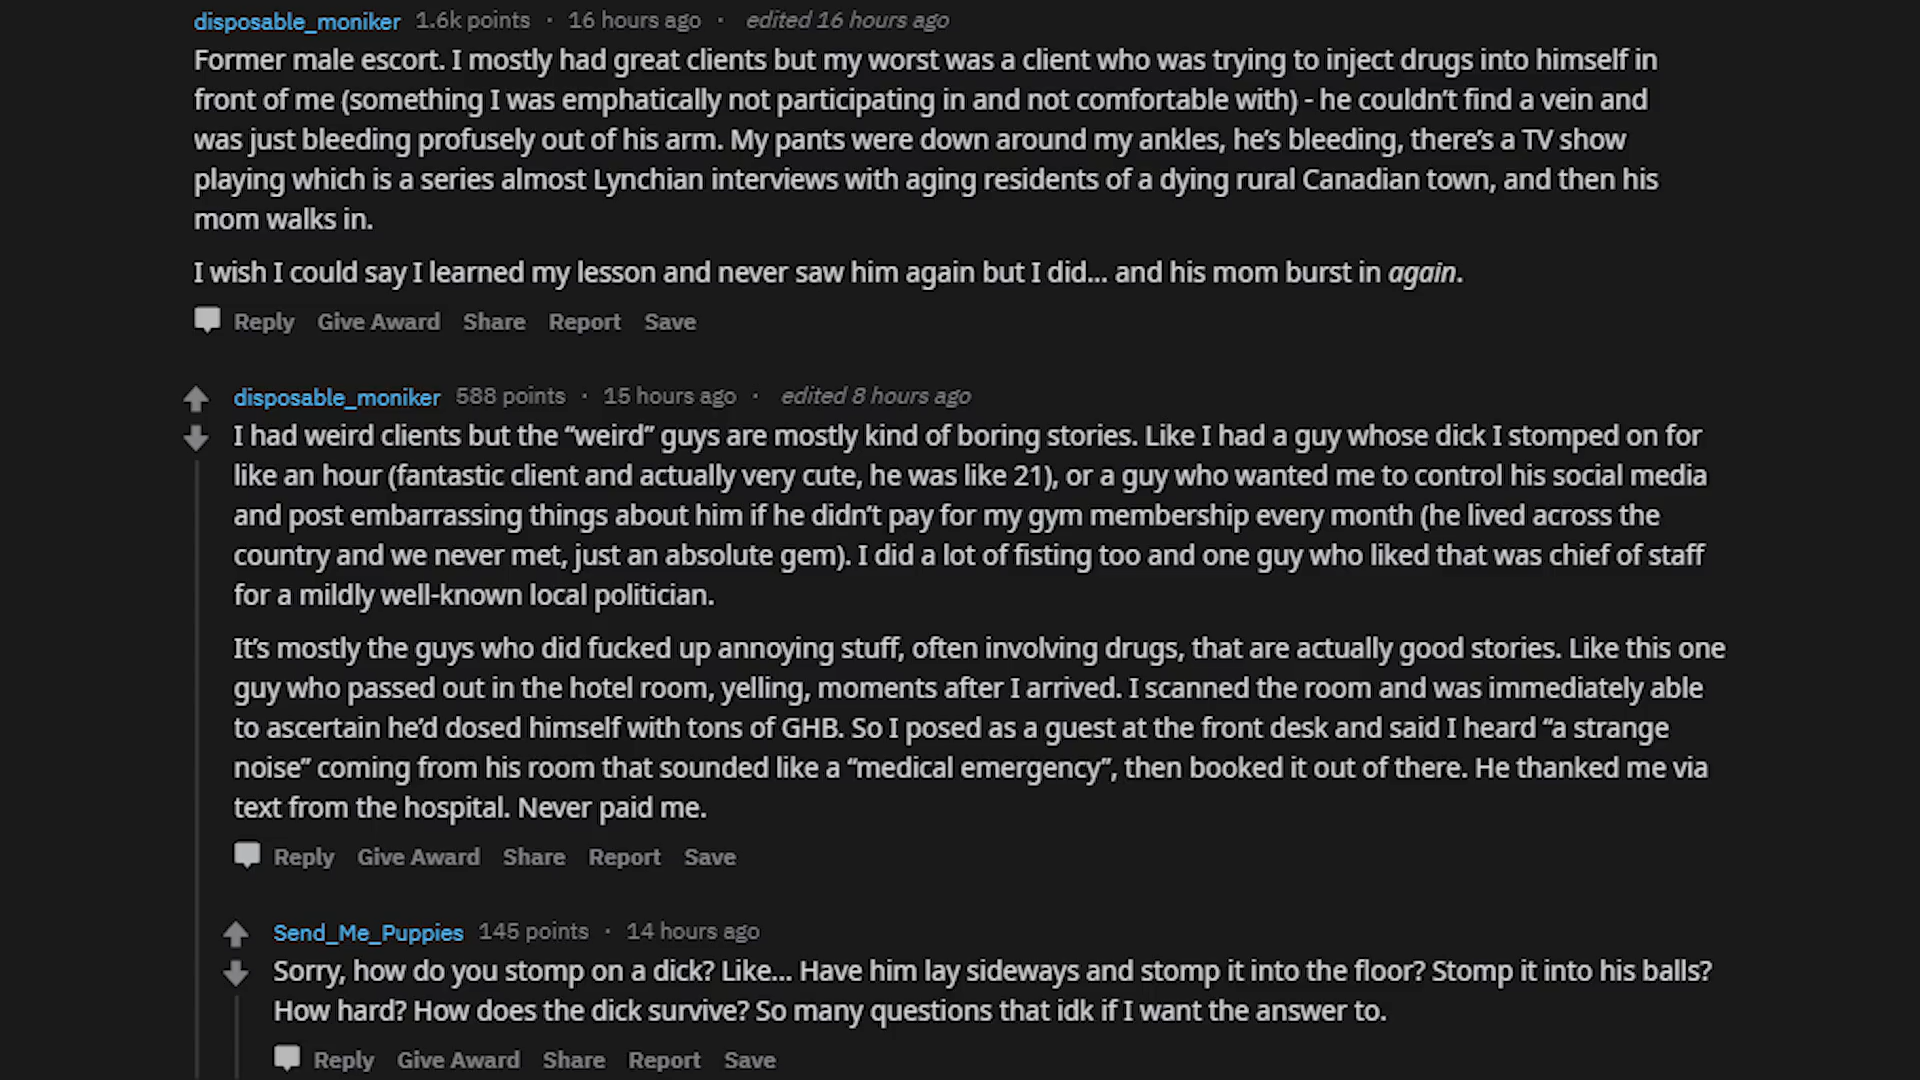 disposable_moniker 1.6k points · 16 hours ago · edited 16 hours ago
Former male escort. I mostly had great clients but my worst was a client who was trying to inject drugs into himself in
front of me (something I was emphatically not participating in and not comfortable with) - he couldn't find a vein and
was just bleeding profusely out of his arm. My pants were down around my ankles, he's bleeding, there's a TV show
playing which is a series almost Lynchian interviews with aging residents of a dying rural Canadian town, and then his
mom walks in.
I wish I could say I learned my lesson and never saw him again but I did... and his mom burst in again.
Reply Give Award Share Report Save
disposable_moniker 588 points · 15 hours ago · edited 8 hours ago
I had weird clients but the “weird” guys are mostly kind of boring stories. Like I had a guy whose dick I stomped on for
like an hour (fantastic client and actually very cute, he was like 21), or a guy who wanted me to control his social media
and post embarrassing things about him if he didn't pay for my gym membership every month (he lived across the
country and we never met, just an absolute gem). I did a lot of fisting too and one guy who liked that was chief of staff
for a mildly well-known local politician.
It's mostly the guys who did fucked up annoying stuff, often involving drugs, that are actually good stories. Like this one
guy who passed out in the hotel room, yelling, moments after I arrived. I scanned the room and was immediately able
to ascertain he'd dosed himself with tons of GHB. So I posed as a guest at the front desk and said I heard “a strange
noise” coming from his room that sounded like a “medical emergency”, then booked it out of there. He thanked me via
text from the hospital. Never paid me.
Reply Give Award Share Report Save
Send_Me_Puppies 145 points · 14 hours ago
Sorry, how do you stomp on a dick? Like... Have him lay sideways and stomp it into the floor? Stomp it into his balls?
How hard? How does the dick survive? So many questions that idk if I want the answer to.
Reply Give Award Share Report Save